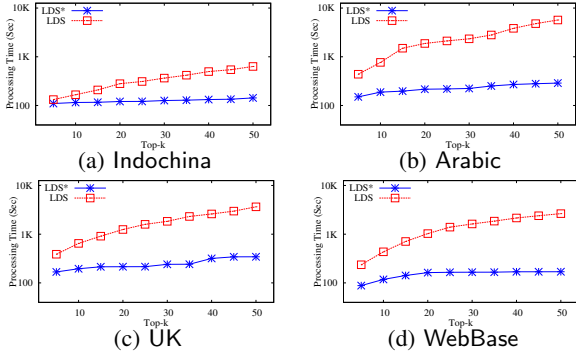 LDS*
LDS
Processing Time (Sec)
10K
1K
100
10 20 30 40 50
Top-k
(a) Indochina
LDS*
LDS
Processing Time (Sec)
10K
1K
100
10 20 30 40 50
Top-k
(b) Arabic
LDS*
LDS
Processing Time (Sec)
10K
1K
100
10 20 30 40 50
Top-k
(c) UK
LDS*
LDS
Processing Time (Sec)
10K
1K
100
10 20 30 40 50
Top-k
(d) WebBase